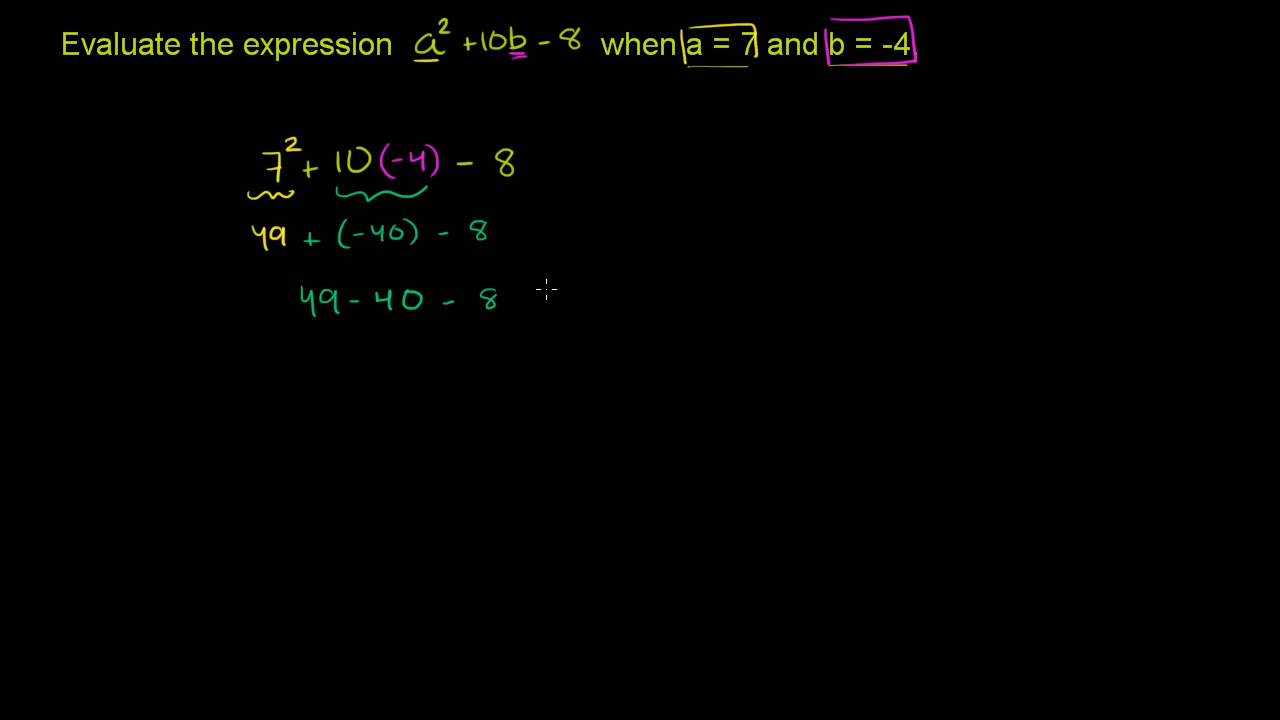 Evaluate the expression a² + 10b - 8 when a = 7 and b = -4.
7² + 10(-4) - 8
49 + (-40) - 8
49 - 40 - 8